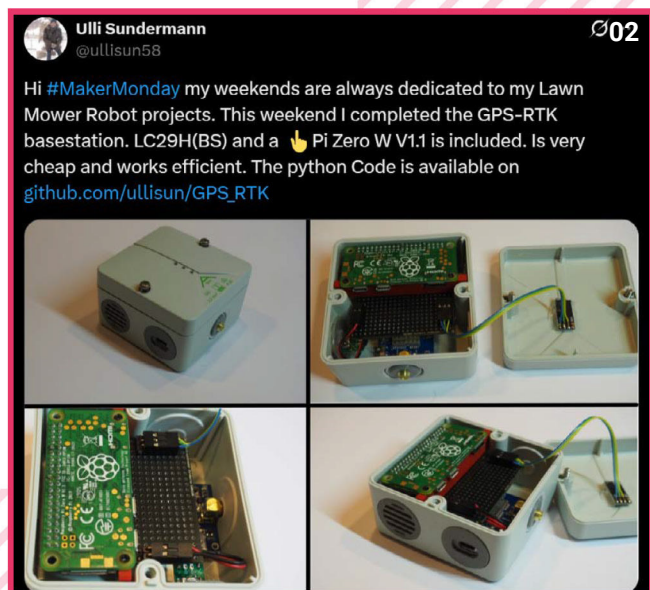 Ulli Sundermann
@ullisun58
02
Hi #MakerMonday my weekends are always dedicated to my Lawn
Mower Robot projects. This weekend I completed the GPS-RTK
basestation. LC29H(BS) and a 👆 Pi Zero W V1.1 is included. Is very
cheap and works efficient. The python Code is available on
github.com/ullisun/GPS_RTK